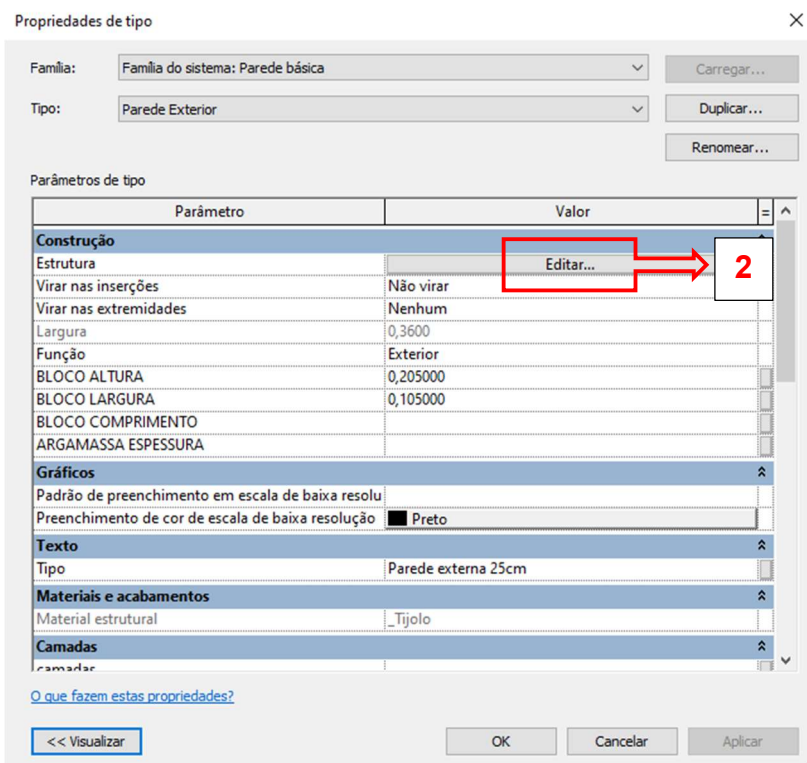 Propriedades de tipo
Família: Família do sistema: Parede básica Carregar...
Tipo: Parede Exterior Duplicar...
Renomear...
Parâmetros de tipo
Parâmetro Valor =
Construção
Estrutura Editar... 2
Virar nas inserções Não virar
Virar nas extremidades Nenhum
Largura 0,3600
Função Exterior
BLOCO ALTURA 0,205000
BLOCO LARGURA 0,105000
BLOCO COMPRIMENTO
ARGAMASSA ESPESSURA
Gráficos
Padrão de preenchimento em escala de baixa resolu
Preenchimento de cor de escala de baixa resolução Preto
Texto
Tipo Parede externa 25cm
Materiais e acabamentos
Material estrutural _Tijolo
Camadas
camadas
O que fazem estas propriedades?
<< Visualizar OK Cancelar Aplicar